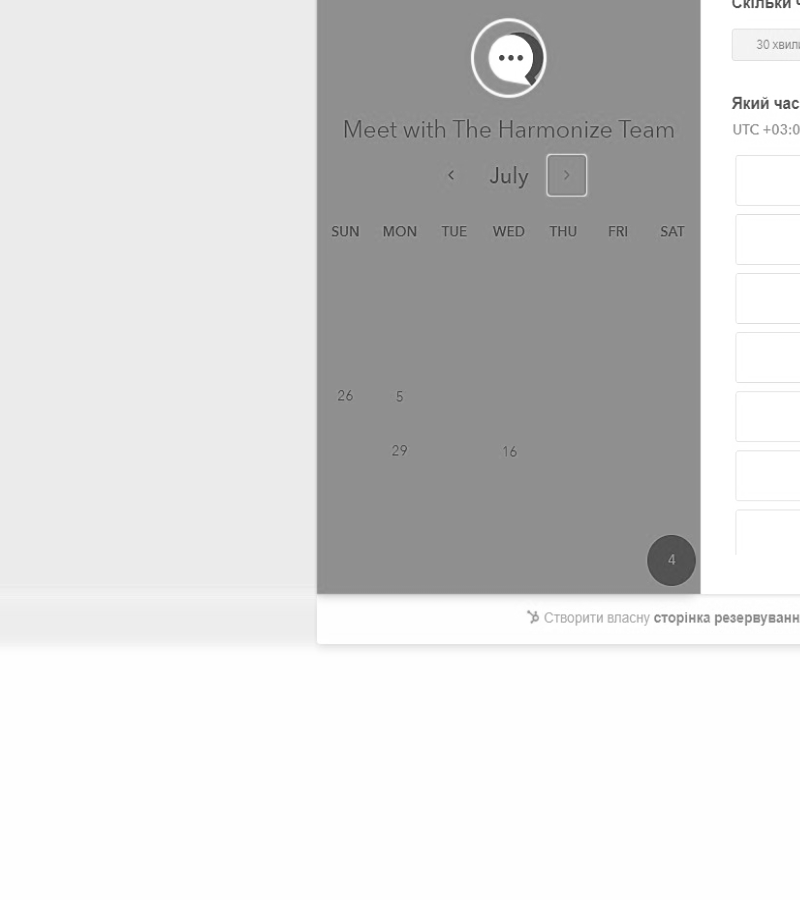 Скільки ч
30 хвили
Meet with The Harmonize Team
July
SUN MON TUE WED THU FRI SAT
26 5
29 16
4
Який час
UTC +03:0
Створити власну сторінка резервуванн